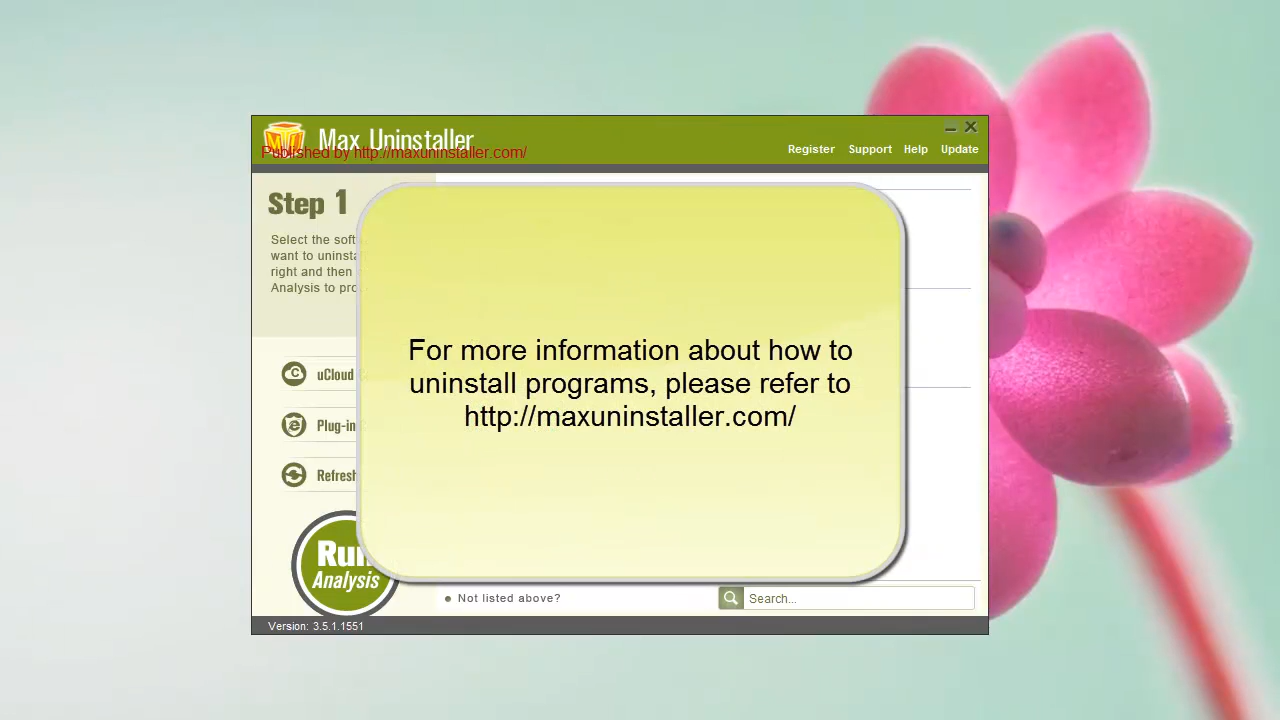 Max Uninstaller
Published by http://maxuninstaller.com/
Register Support Help Update
Step 1
Select the soft
want to uninsta
right and then
Analysis to pro
For more information about how to
uninstall programs, please refer to
http://maxuninstaller.com/
uCloud
Plug-in
Refresh
Run
Analysis
Not listed above?
Search...
Version: 3.5.1.1551